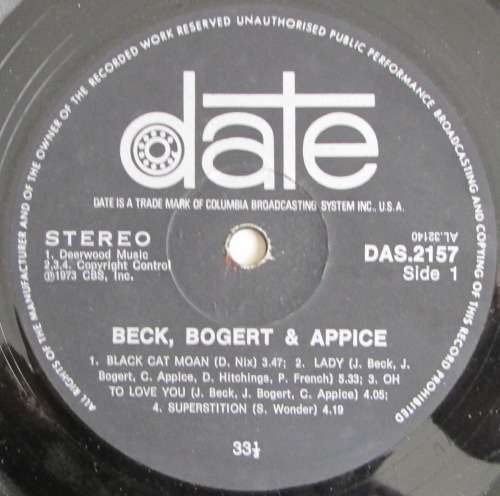 ALL RIGHTS OF THE MANUFACTURER AND OF THE OWNER OF THE RECORDED WORK RESERVED UNAUTHORISED PUBLIC PERFORMANCE BROADCASTING AND COPYING OF THIS RECORD PROHIBITED
date
DATE IS A TRADE MARK OF COLUMBIA BROADCASTING SYSTEM INC., U.S.A.
STEREO
1. Deerwood Music
2.3.4. Copyright Control
Ⓟ1973 CBS, Inc.
AL.32140
DAS.2157
Side 1
BECK, BOGERT & APPICE
1. BLACK CAT MOAN (D. Nix) 3.47; 2. LADY (J. Beck, J.
Bogert, C. Appice, D. Hitchings, P. French) 5.33; 3. OH
TO LOVE YOU (J. Beck, J. Bogert, C. Appice) 4.05;
4. SUPERSTITION (S. Wonder) 4.19
33⅓